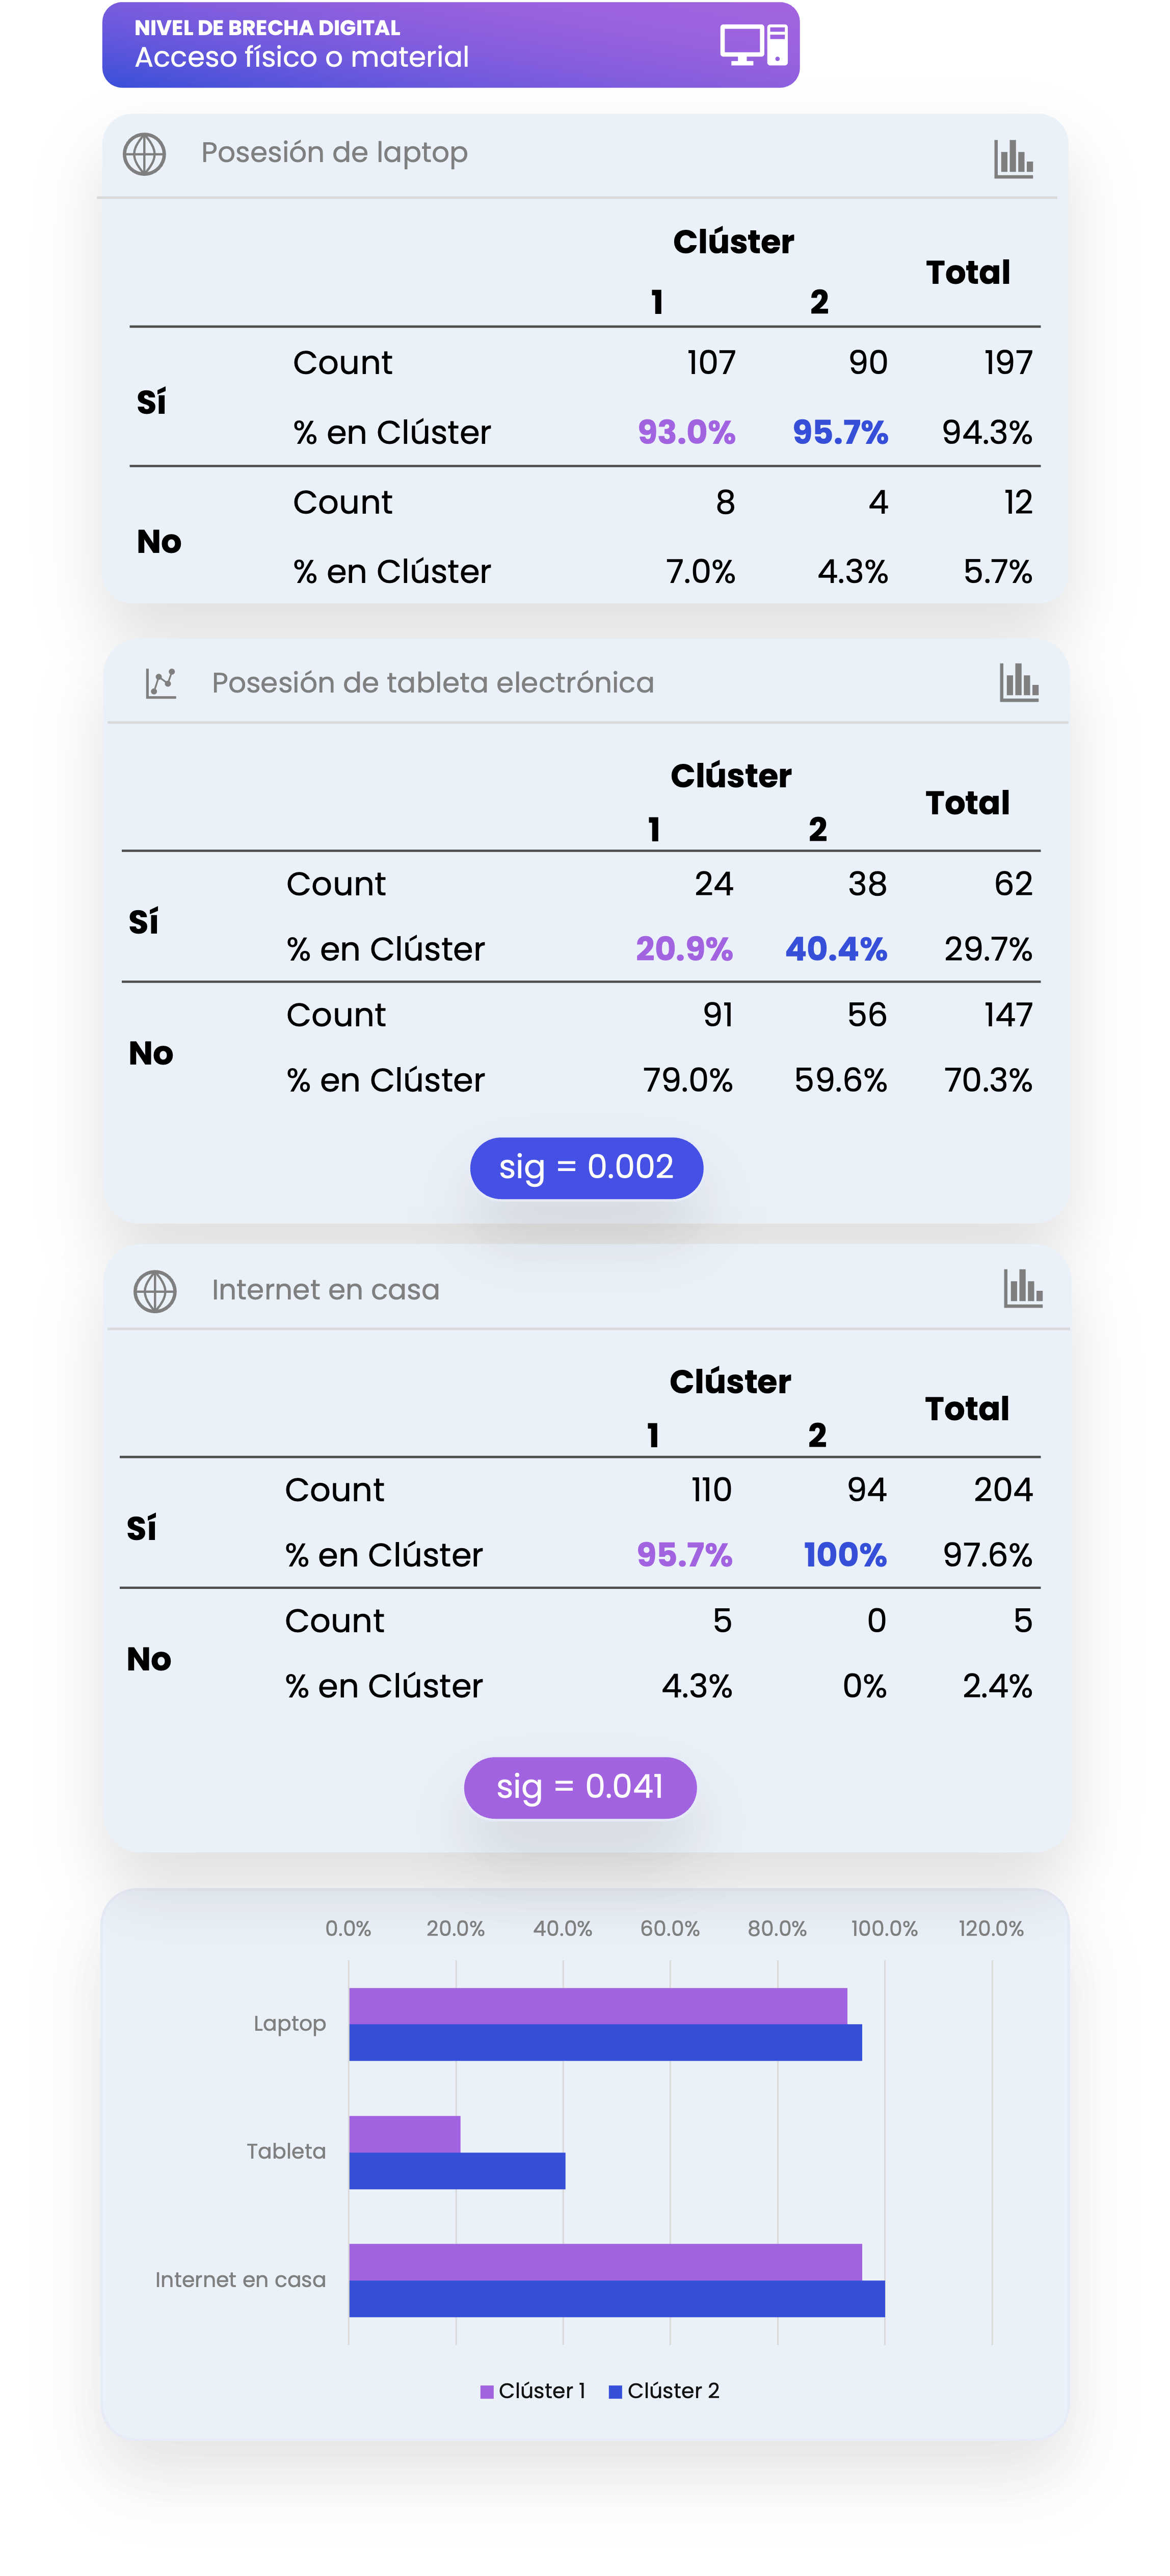 NIVEL DE BRECHA DIGITAL
Acceso físico o material
Posesión de laptop
Clúster
Total
1 2
Count 107 90 197
Sí
% en Clúster 93.0% 95.7% 94.3%
Count 8 4 12
No
% en Clúster 7.0% 4.3% 5.7%
Posesión de tableta electrónica
Clúster
Total
1 2
Count 24 38 62
Sí
% en Clúster 20.9% 40.4% 29.7%
Count 91 56 147
No
% en Clúster 79.0% 59.6% 70.3%
sig = 0.002
Internet en casa
Clúster
Total
1 2
Count 110 94 204
Sí
% en Clúster 95.7% 100% 97.6%
Count 5 0 5
No
% en Clúster 4.3% 0% 2.4%
sig = 0.041
0.0% 20.0% 40.0% 60.0% 80.0% 100.0% 120.0%
Laptop
Tableta
Internet en casa
Clúster 1 Clúster 2